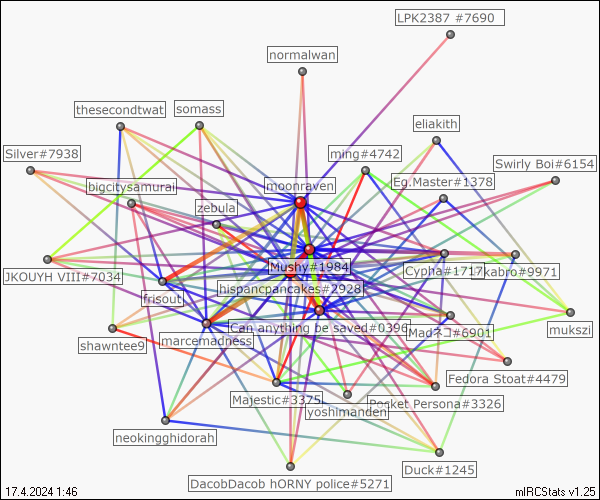 LPK2387 #7690
normalwan
thesecondtwat
somass
eliakith
Silver#7938
ming#4742
Swirly Boi#6154
bigcitysamurai
moonraven
Eg.Master#1378
zebula
Mushy#1984
JKOUYH VIII#7034
Cypha#1717
kabro#9971
hispancpancakes#2928
frisout
Can anything be saved#0396
Madネコ#6901
mukszi
shawntee9
marcemadness
Fedora Stoat#4479
Majestic#3375
Pocket Persona#3326
yoshimanden
neokingghidorah
Duck#1245
DacobDacob hORNY police#5271
17.4.2024 1:46
mIRCStats v1.25